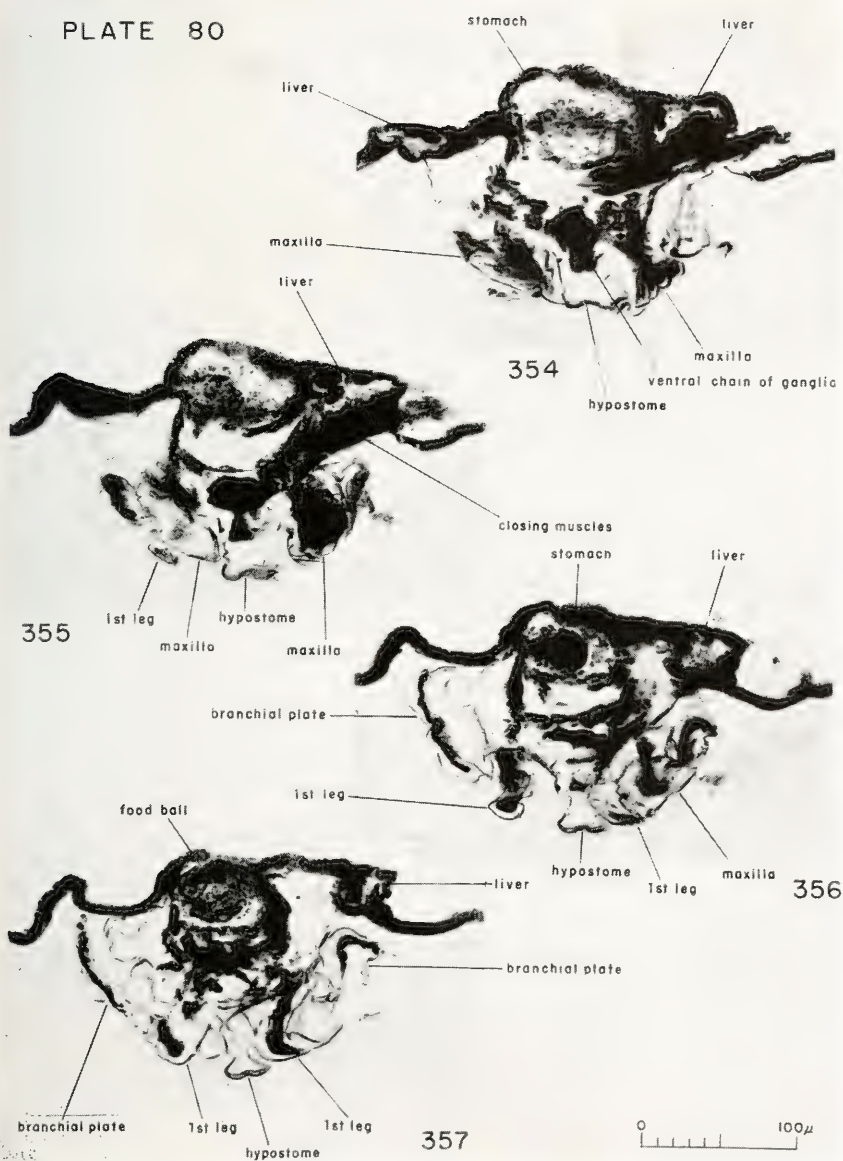 PLATE 80
stomach
liver
liver
maxilla
maxilla
ventral chain of ganglia
hypostome
354
liver
closing muscles
1st leg
maxilla
hypostome
maxilla
355
stomach
liver
branchial plate
1st leg
hypostome
1st leg
maxilla
356
food ball
liver
branchial plate
branchial plate
1st leg
hypostome
1st leg
357
0 100μ